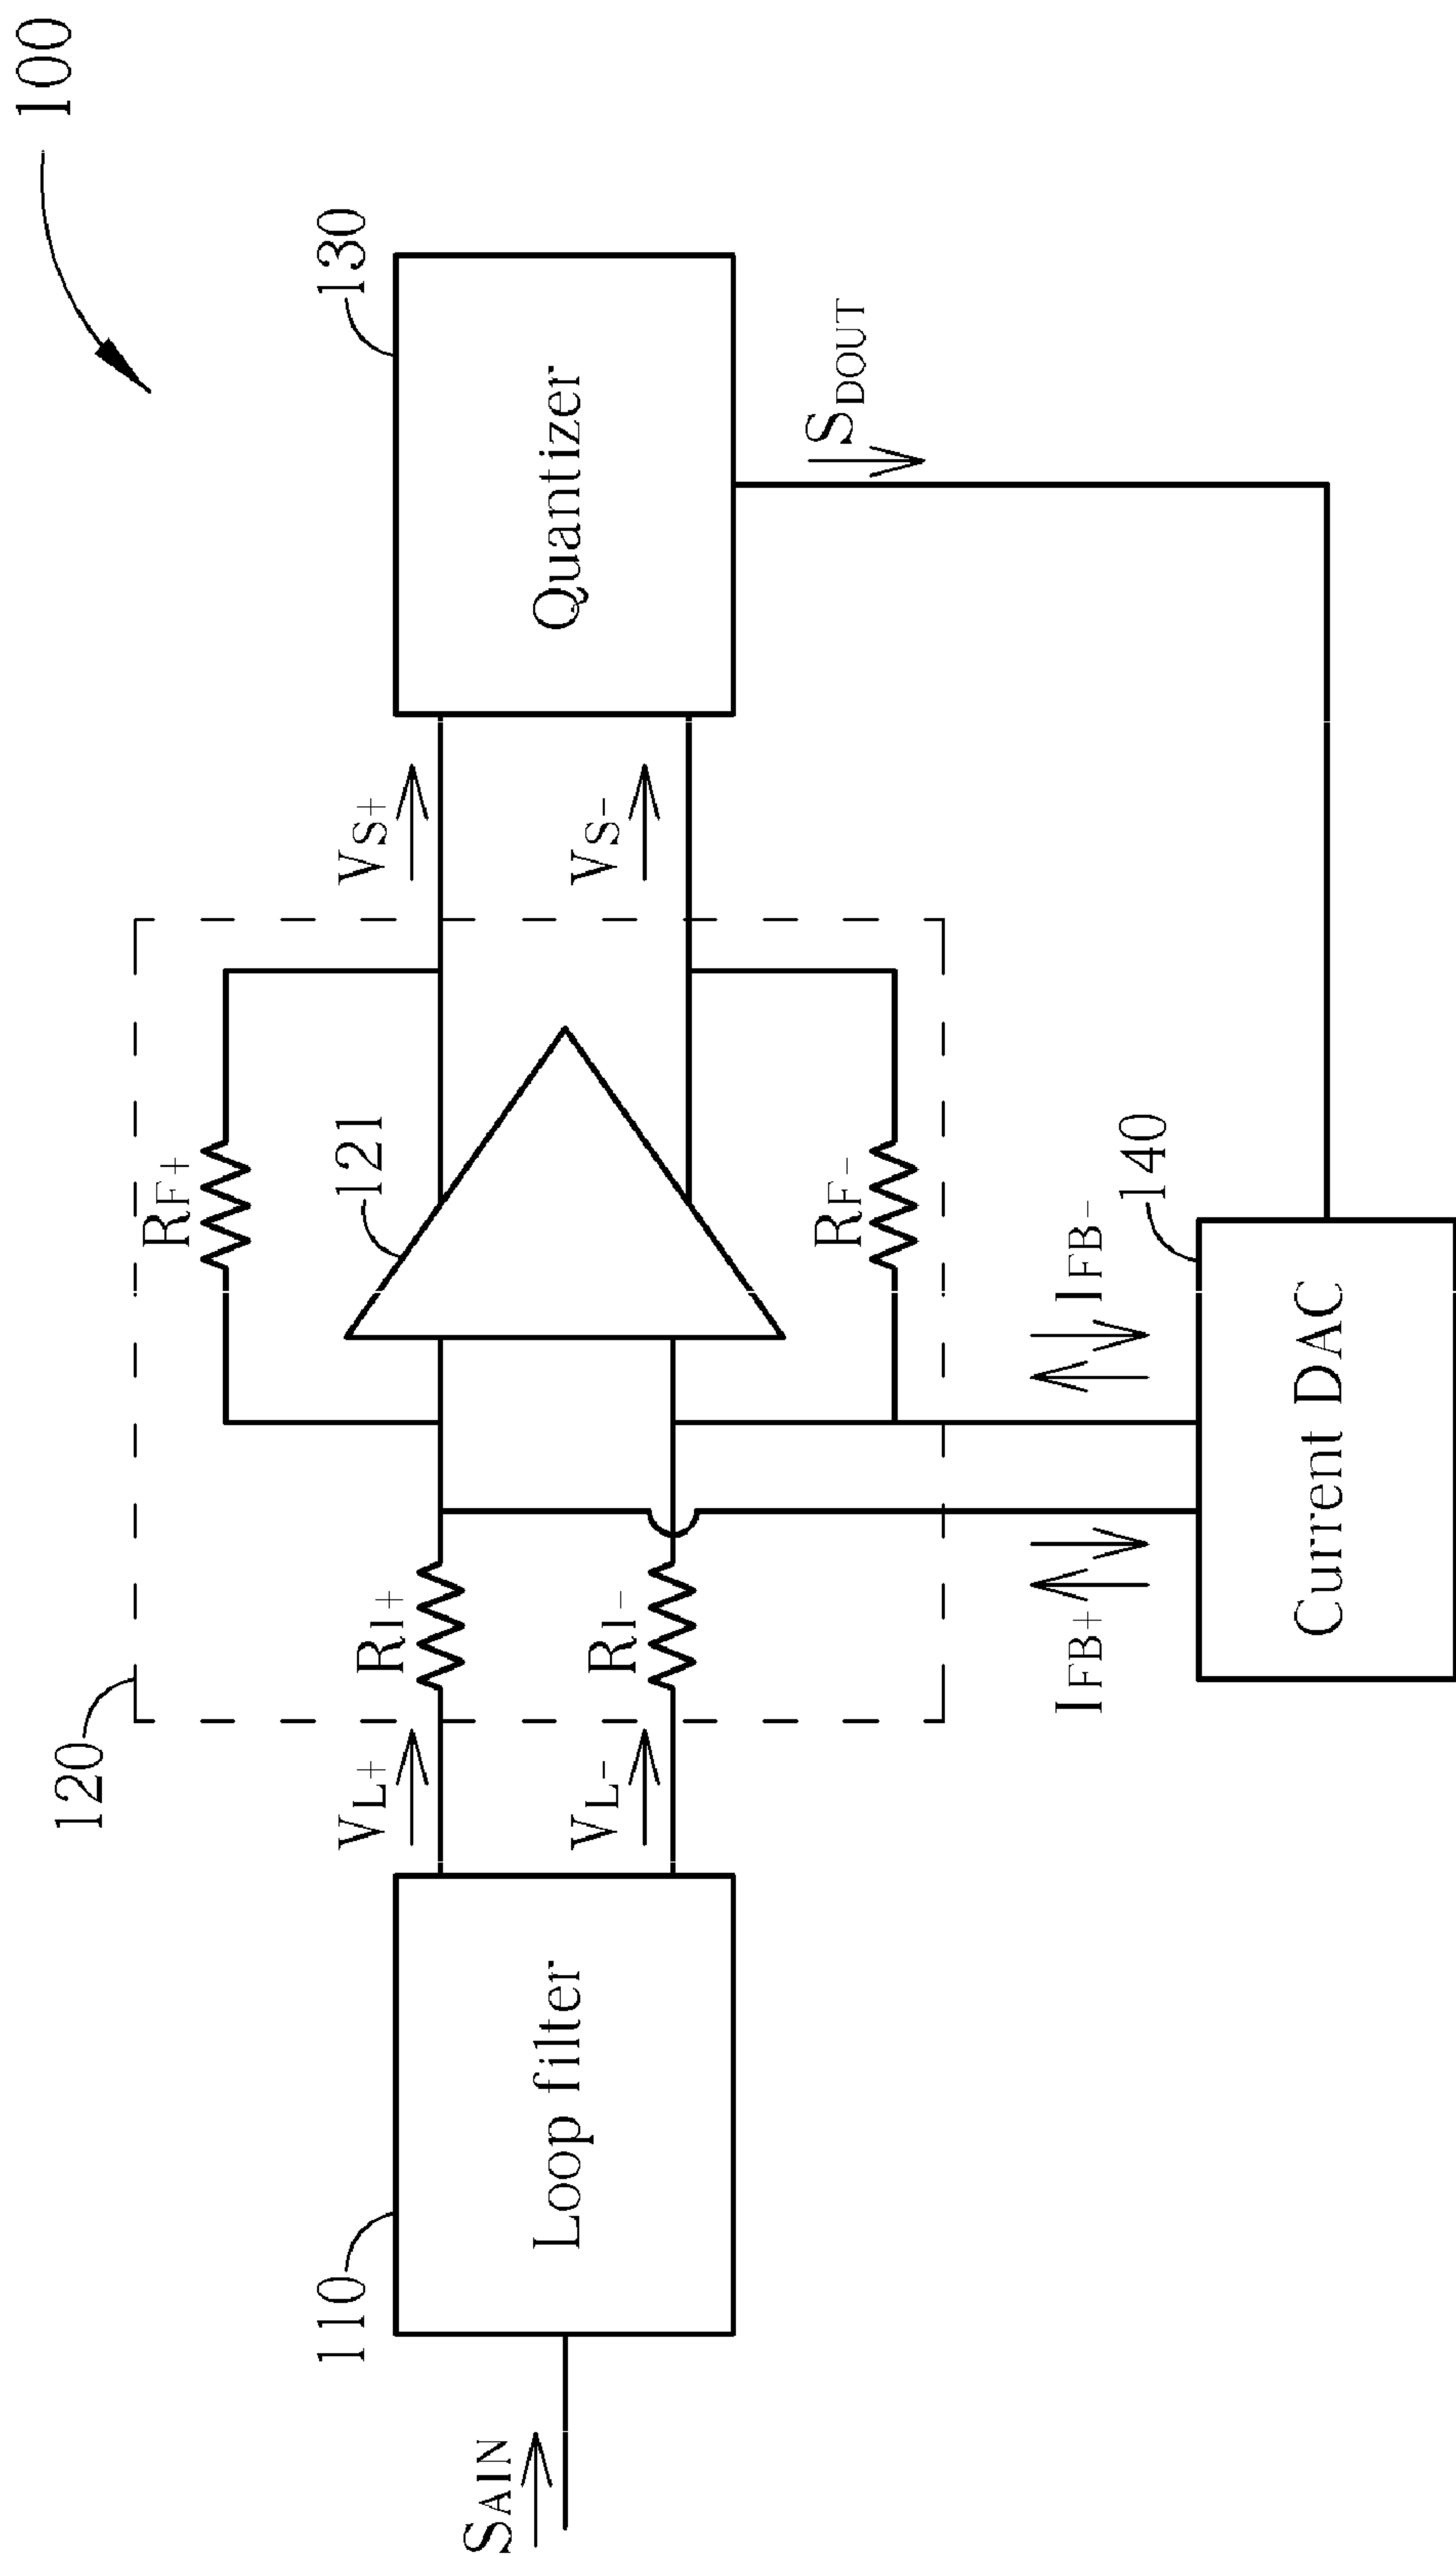 100
120
R_F+
110
V_L+
R_I+
121
V_S+
130
S_AIN
Loop filter
V_L-
R_I-
V_S-
Quantizer
R_F-
S_DOUT
I_FB+
I_FB-
140
Current DAC